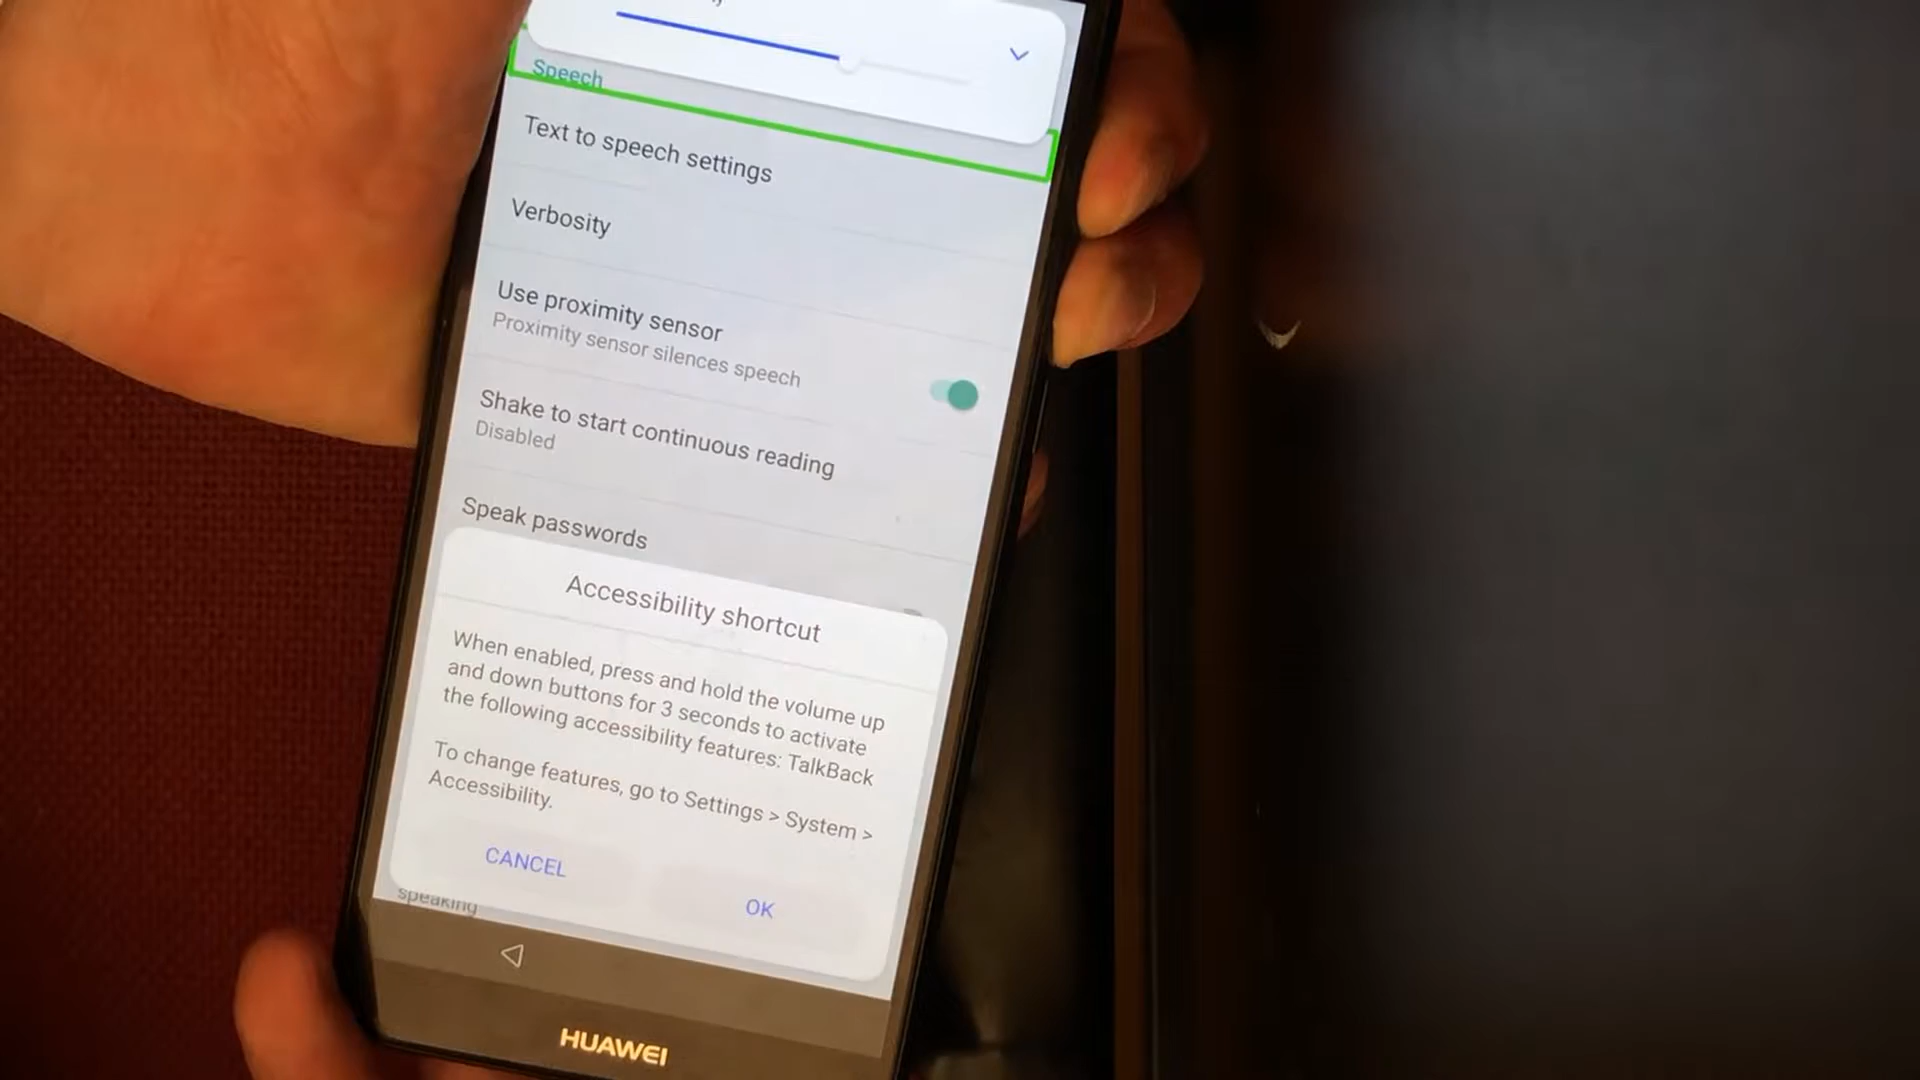 Speech
Text to speech settings
Verbosity
Use proximity sensor
Proximity sensor silences speech
Shake to start continuous reading
Disabled
Speak passwords
Accessibility shortcut
When enabled, press and hold the volume up
and down buttons for 3 seconds to activate
the following accessibility features: TalkBack
To change features, go to Settings > System >
Accessibility.
CANCEL
OK
speaking
HUAWEI